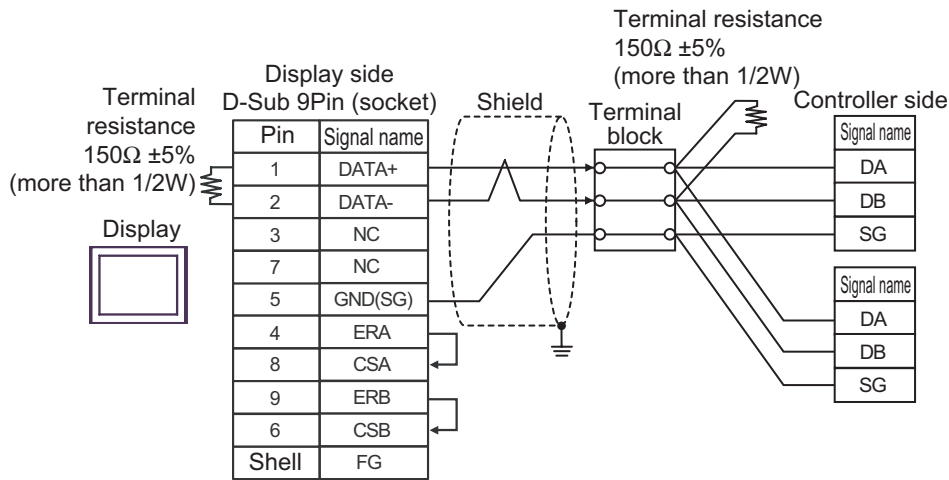 Terminal resistance
150Ω ±5%
(more than 1/2W)
Display side
D-Sub 9Pin (socket)
Terminal
resistance
150Ω ±5%
(more than 1/2W)
Display
Shield
Terminal
block
Controller side
Pin Signal name
1 DATA+
2 DATA-
3 NC
7 NC
5 GND(SG)
4 ERA
8 CSA
9 ERB
6 CSB
Shell FG
Signal name
DA
DB
SG
Signal name
DA
DB
SG